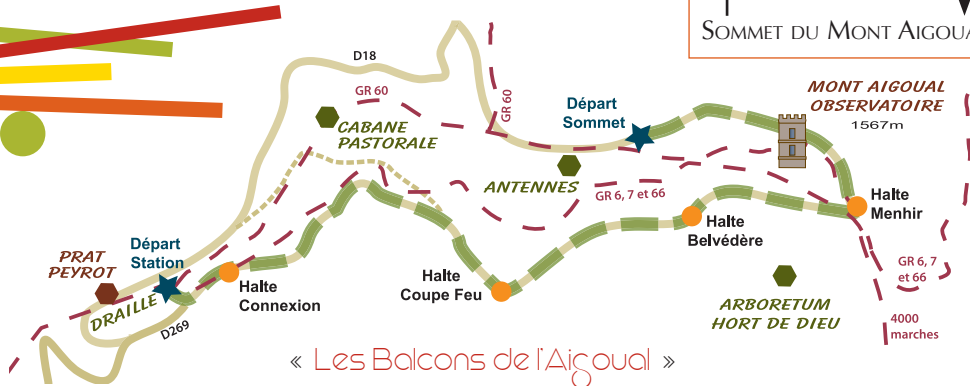 SOMMET DU MONT AIGOUA
D18
GR 60
GR 60
Départ
Sommet
MONT AIGOUAL
OBSERVATOIRE
1567m
CABANE
PASTORALE
ANTENNES
GR 6, 7 et 66
Halte
Menhir
Halte
Belvédère
PRAT
PEYROT
Départ
Station
Halte
Connexion
Halte
Coupe Feu
GR 6, 7
et 66
DRAILLE
D269
ARBORETUM
HORT DE DIEU
4000
marches
« Les Balcons de l'Aigoual »